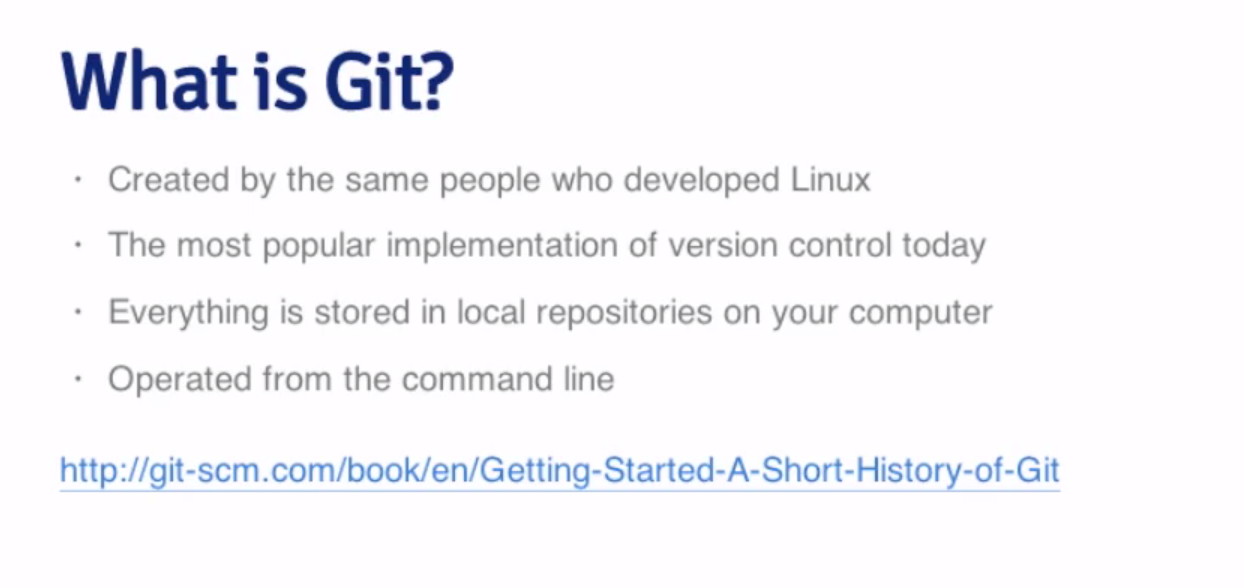 What is Git?
· Created by the same people who developed Linux
· The most popular implementation of version control today
· Everything is stored in local repositories on your computer
· Operated from the command line
http://git-scm.com/book/en/Getting-Started-A-Short-History-of-Git